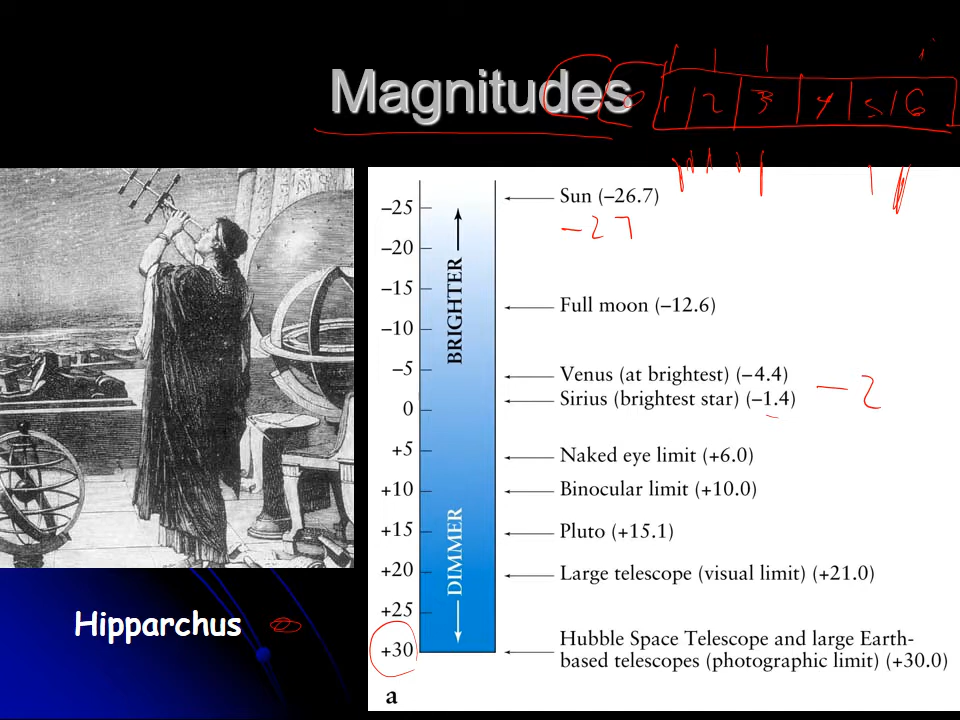 Magnitudes
0 1 2 3 4 5 6
-25
-20
-15
-10
-5
0
+5
+10
+15
+20
+25
+30
BRIGHTER
DIMMER
Sun (–26.7)
-27
Full moon (–12.6)
Venus (at brightest) (–4.4)
Sirius (brightest star) (–1.4)
-2
Naked eye limit (+6.0)
Binocular limit (+10.0)
Pluto (+15.1)
Large telescope (visual limit) (+21.0)
Hubble Space Telescope and large Earth-
based telescopes (photographic limit) (+30.0)
a
Hipparchus